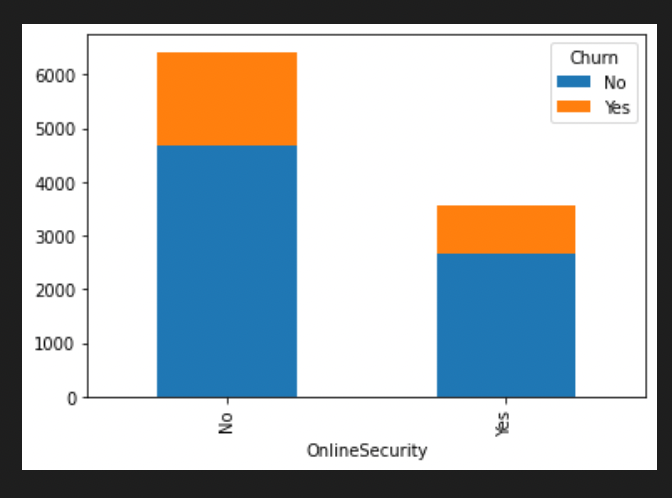 Churn
No
Yes
6000
5000
4000
3000
2000
1000
0
No
Yes
OnlineSecurity